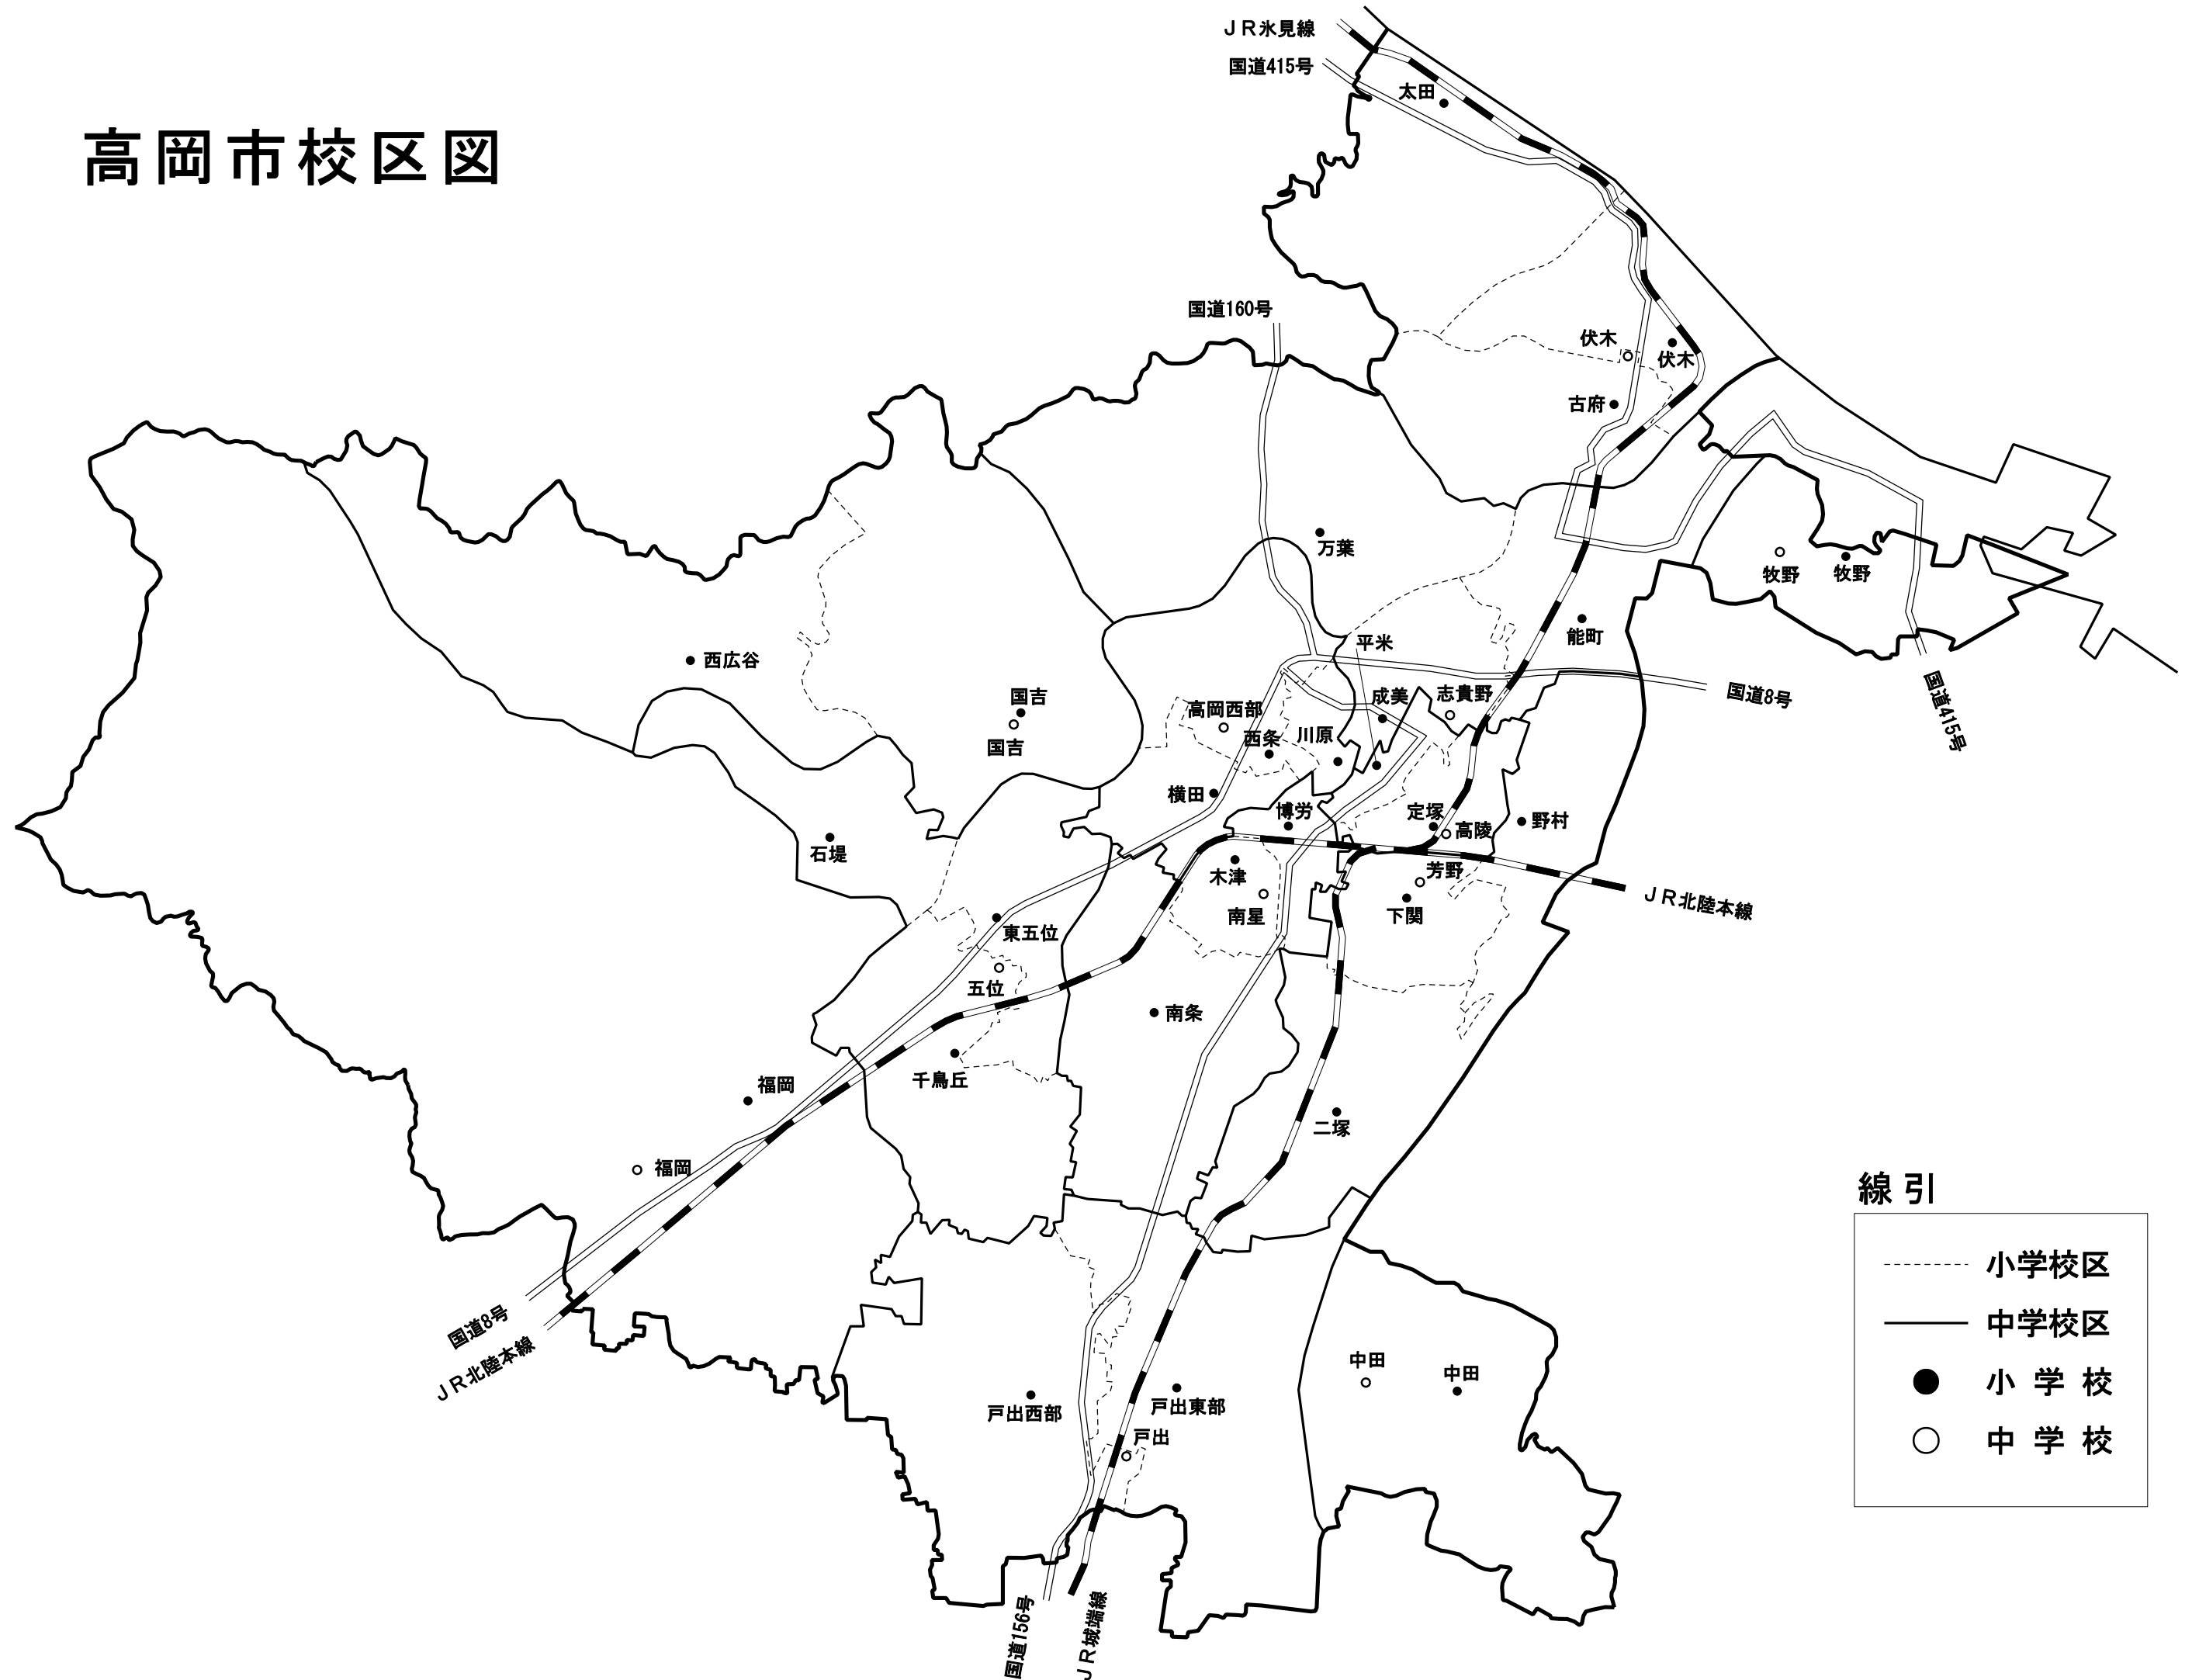 高岡市校区図
ＪＲ氷見線
国道415号
太田
国道160号
伏木
伏木
古府
万葉
牧野
牧野
能町
平米
西広谷
国吉
国吉
高岡西部
成美
志貴野
国道8号
国道415号
西条
川原
横田
博労
定塚
高陵
野村
石堤
木津
芳野
南星
下関
ＪＲ北陸本線
東五位
五位
南条
千鳥丘
福岡
二塚
福岡
国道8号
ＪＲ北陸本線
中田
中田
戸出西部
戸出東部
戸出
国道156号
ＪＲ城端線
線引
小学校区
中学校区
小学校
中学校